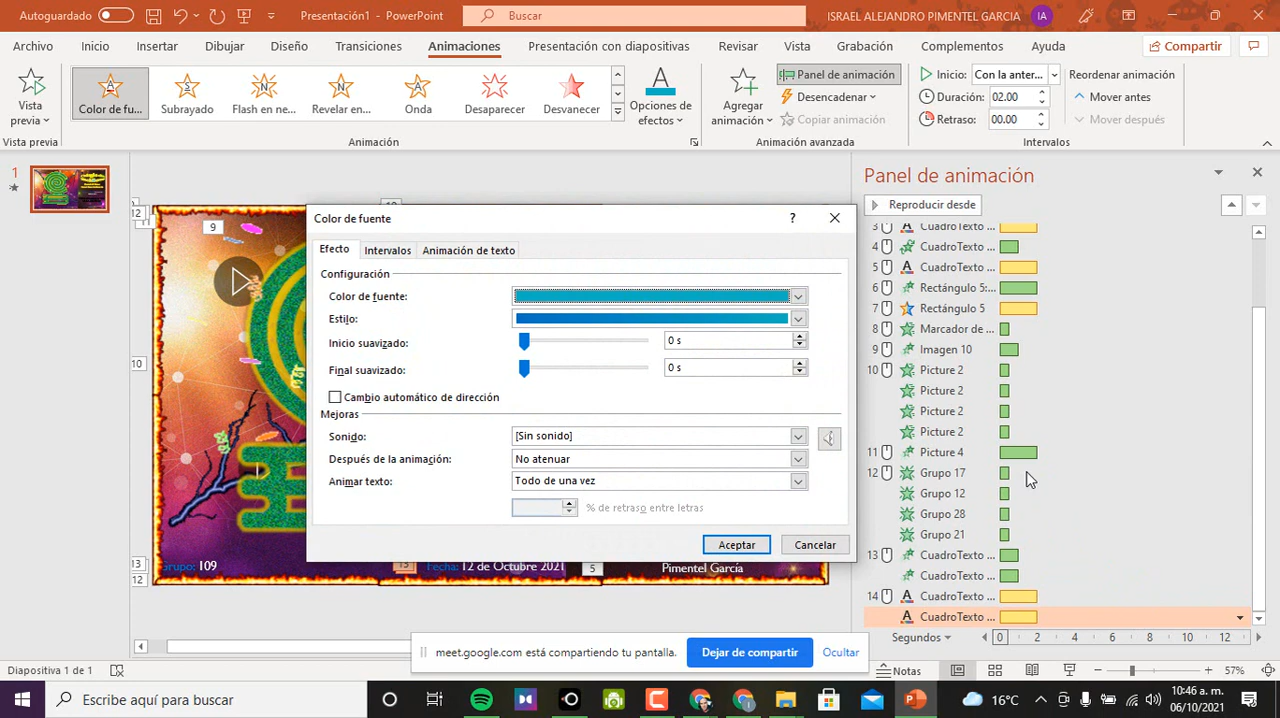 Autoguardado
Presentación1 - PowerPoint
Buscar
ISRAEL ALEJANDRO PIMENTEL GARCIA
IA
Archivo Inicio Insertar Dibujar Diseño Transiciones Animaciones Presentación con diapositivas Revisar Vista Grabación Complementos Ayuda
Compartir
Vista previa
Color de fu...
Subrayado
Flash en ne...
Revelar en...
Onda
Desaparecer
Desvanecer
Opciones de efectos
Agregar animación
Panel de animación
Desencadenar
Copiar animación
Inicio: Con la anter...
Duración: 02.00
Retraso: 00.00
Reordenar animación
Mover antes
Mover después
Vista previa
Animación
Animación avanzada
Intervalos
1
12
9
10
13
12
Grupo: 109
13
Fecha: 12 de Octubre 2021
5
Pimentel García
Color de fuente
Efecto
Intervalos
Animación de texto
Configuración
Color de fuente:
Estilo:
Inicio suavizado:
0 s
Final suavizado:
0 s
Cambio automático de dirección
Mejoras
Sonido:
[Sin sonido]
Después de la animación:
No atenuar
Animar texto:
Todo de una vez
% de retraso entre letras
Aceptar
Cancelar
Panel de animación
Reproducir desde
3 CuadroTexto ...
4 CuadroTexto ...
5 CuadroTexto ...
6 Rectángulo 5:...
7 Rectángulo 5
8 Marcador de ...
9 Imagen 10
10 Picture 2
Picture 2
Picture 2
Picture 2
11 Picture 4
12 Grupo 17
Grupo 12
Grupo 28
Grupo 21
13 CuadroTexto ...
CuadroTexto ...
14 CuadroTexto ...
CuadroTexto ...
Segundos
0 2 4 6 8 10 12
meet.google.com está compartiendo tu pantalla.
Dejar de compartir
Ocultar
Diapositiva 1 de 1
Notas
57%
Escribe aquí para buscar
16°C
10:46 a. m.
06/10/2021